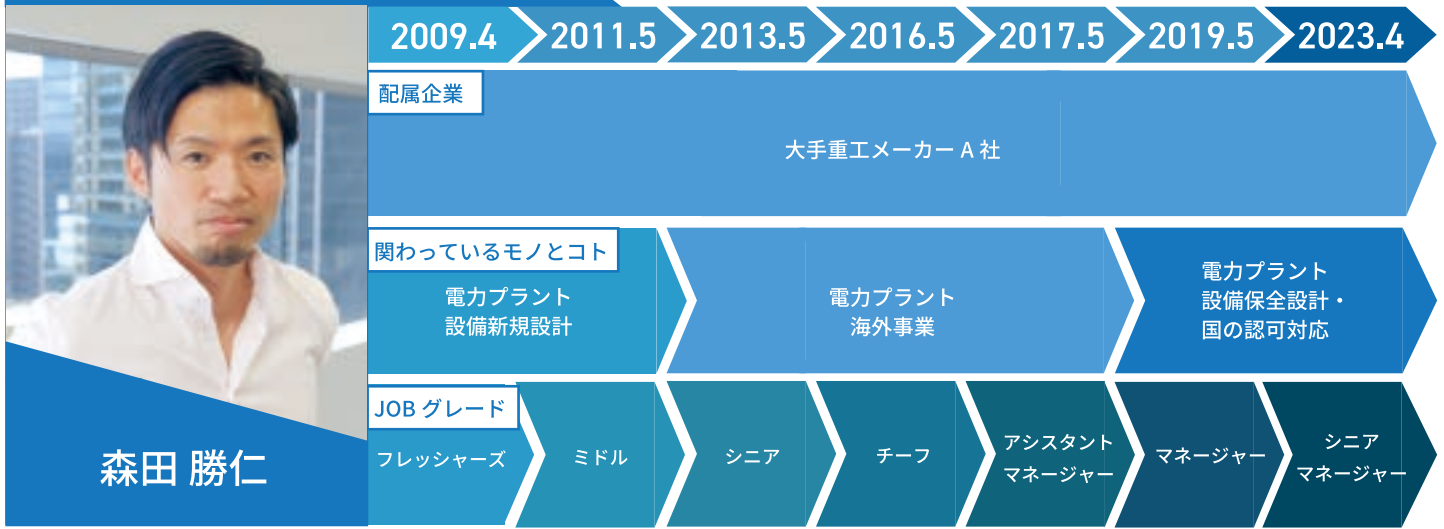 2009.4 2011.5 2013.5 2016.5 2017.5 2019.5 2023.4
配属企業
大手重工メーカー A 社
関わっているモノとコト
電力プラント
設備新規設計
電力プラント
海外事業
電力プラント
設備保全設計・
国の認可対応
JOB グレード
フレッシャーズ
ミドル
シニア
チーフ
アシスタント
マネージャー
マネージャー
シニア
マネージャー
森田 勝仁